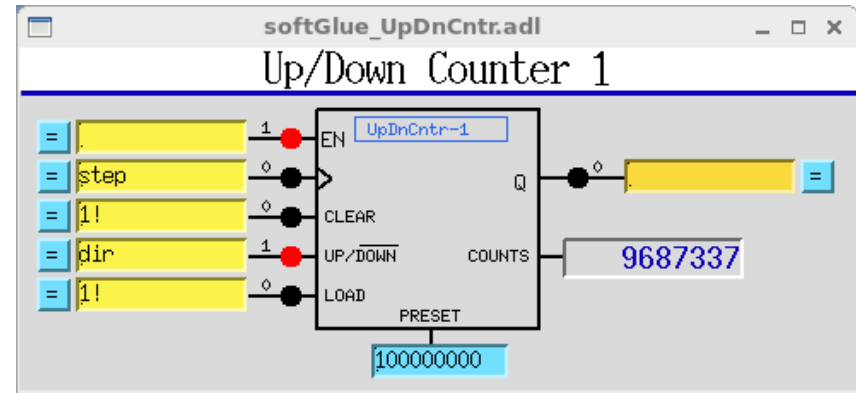 softGlue_UpDnCntr.adl
Up/Down Counter 1
= 1 EN UpDnCntr-1
= step 0 Q 0 =
= 1! 0 CLEAR
= dir 1 UP/DOWN COUNTS 9687337
= 1! 0 LOAD
PRESET
100000000